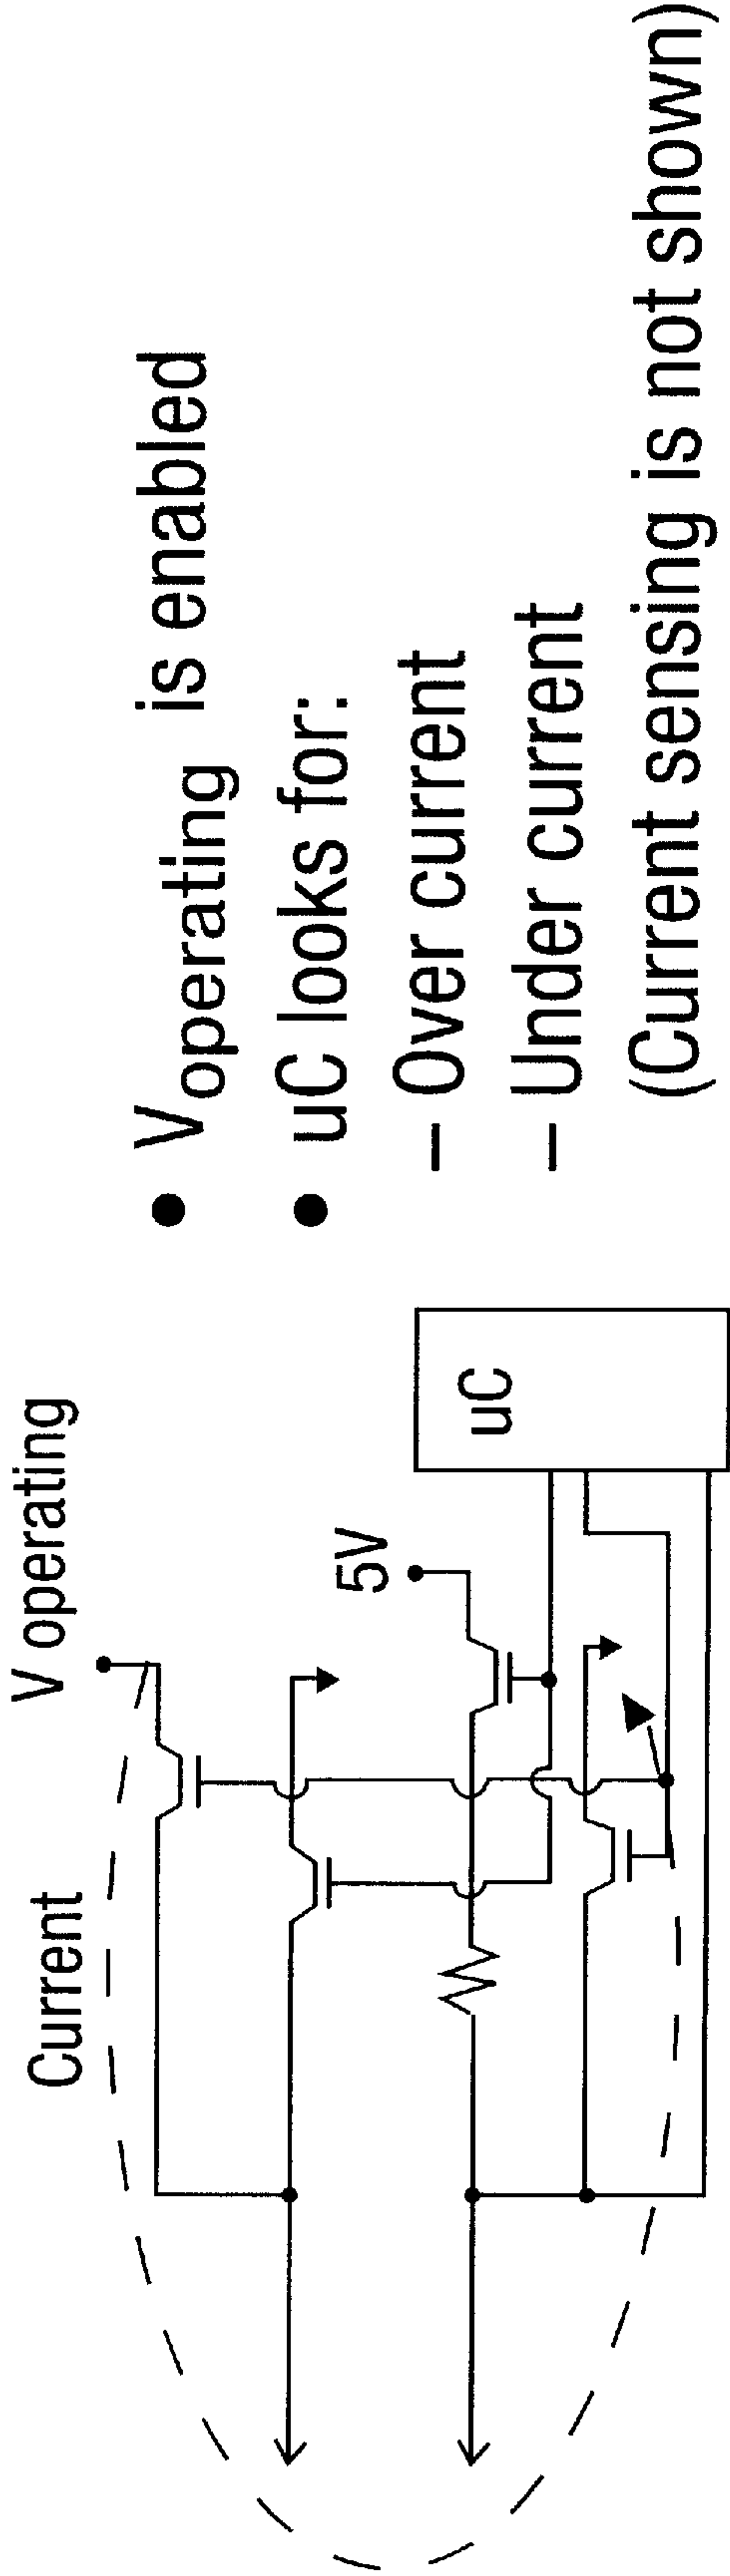 V operating
Current
5V
uC
• V operating is enabled
• uC looks for:
– Over current
– Under current
(Current sensing is not shown)